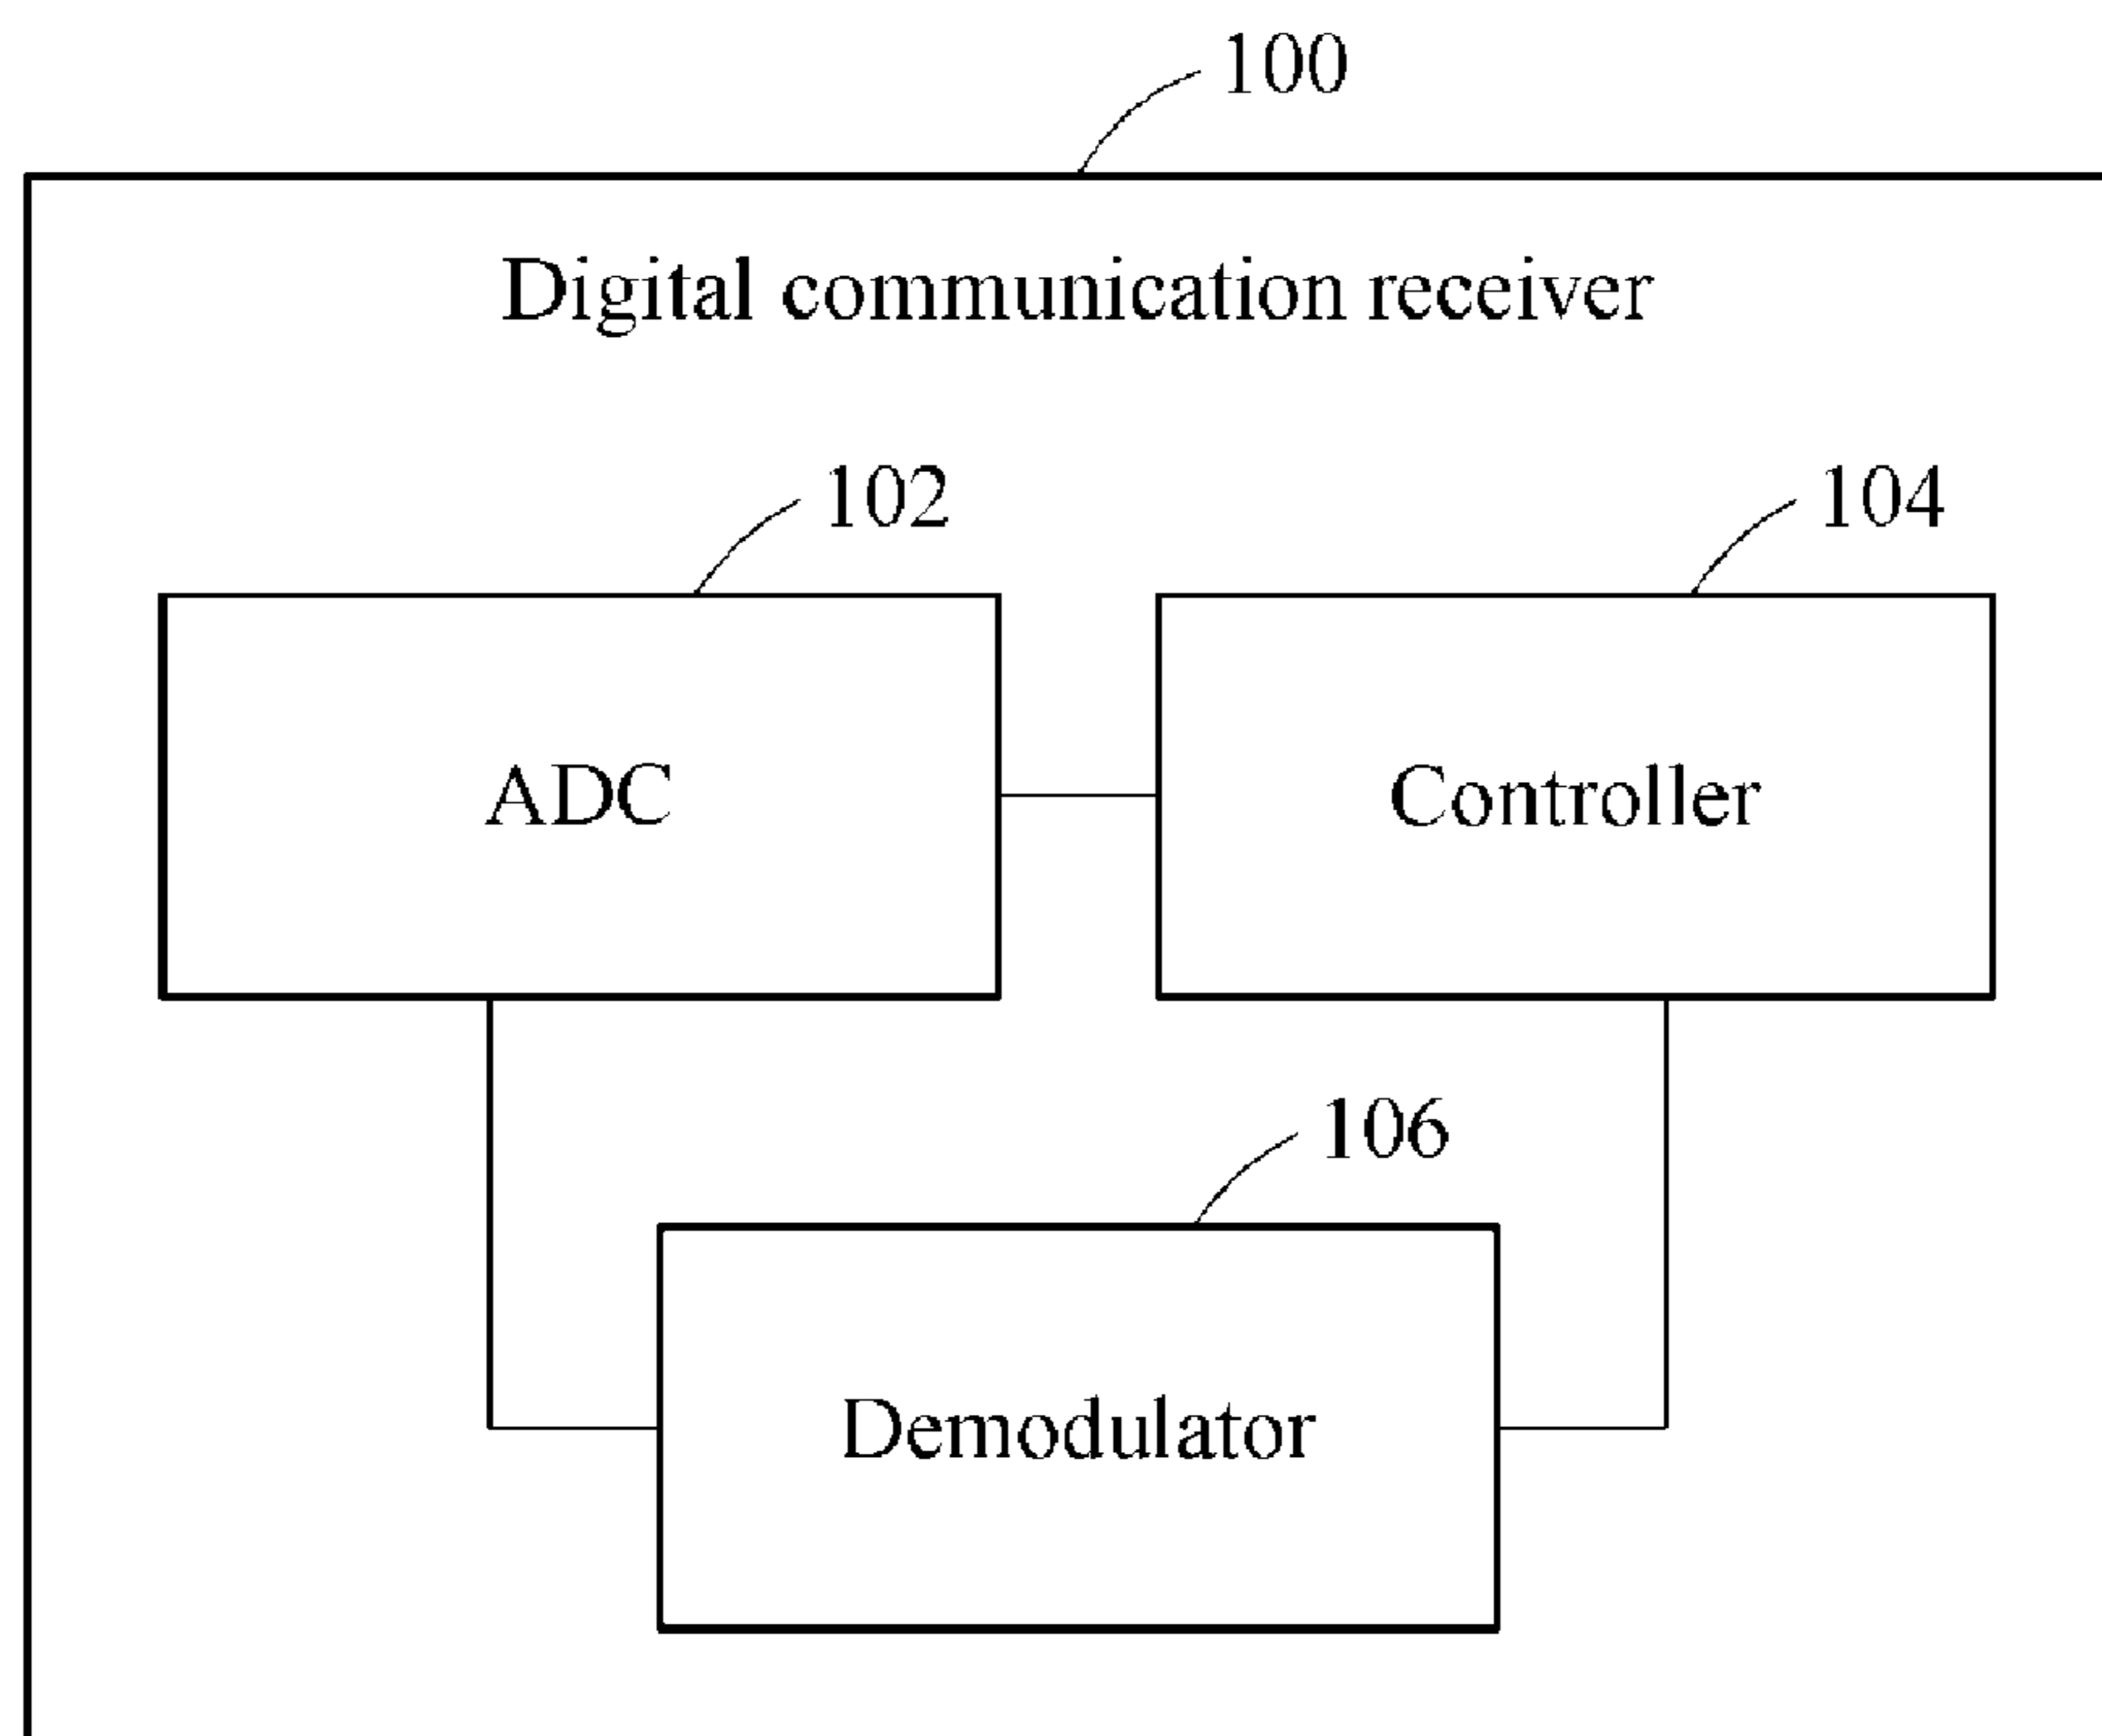 100
Digital communication receiver
102
104
ADC
Controller
106
Demodulator